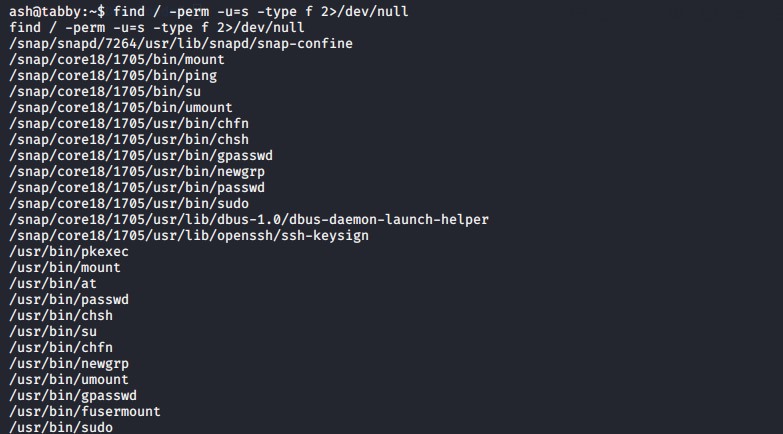 ash@tabby:~$ find / -perm -u=s -type f 2>/dev/null
find / -perm -u=s -type f 2>/dev/null
/snap/snapd/7264/usr/lib/snapd/snap-confine
/snap/core18/1705/bin/mount
/snap/core18/1705/bin/ping
/snap/core18/1705/bin/su
/snap/core18/1705/bin/umount
/snap/core18/1705/usr/bin/chfn
/snap/core18/1705/usr/bin/chsh
/snap/core18/1705/usr/bin/gpasswd
/snap/core18/1705/usr/bin/newgrp
/snap/core18/1705/usr/bin/passwd
/snap/core18/1705/usr/bin/sudo
/snap/core18/1705/usr/lib/dbus-1.0/dbus-daemon-launch-helper
/snap/core18/1705/usr/lib/openssh/ssh-keysign
/usr/bin/pkexec
/usr/bin/mount
/usr/bin/at
/usr/bin/passwd
/usr/bin/chsh
/usr/bin/su
/usr/bin/chfn
/usr/bin/newgrp
/usr/bin/umount
/usr/bin/gpasswd
/usr/bin/fusermount
/usr/bin/sudo